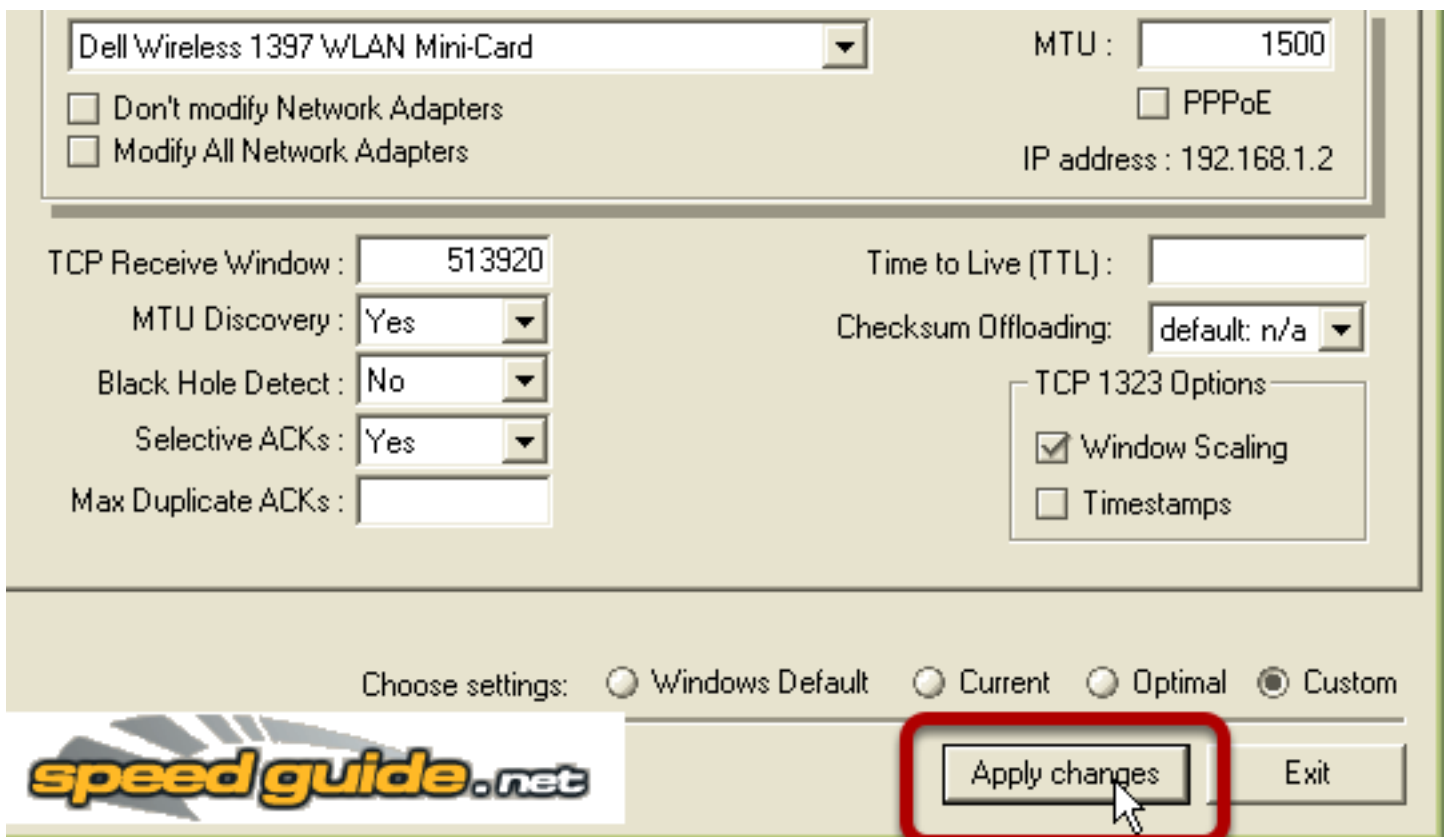 Dell Wireless 1397 WLAN Mini-Card
MTU : 1500
Don't modify Network Adapters
PPPoE
Modify All Network Adapters
IP address : 192.168.1.2
TCP Receive Window : 513920
Time to Live (TTL) :
MTU Discovery : Yes
Checksum Offloading: default: n/a
Black Hole Detect : No
TCP 1323 Options
Selective ACKs : Yes
Window Scaling
Max Duplicate ACKs :
Timestamps
Choose settings: Windows Default Current Optimal Custom
speedguide.net
Apply changes Exit